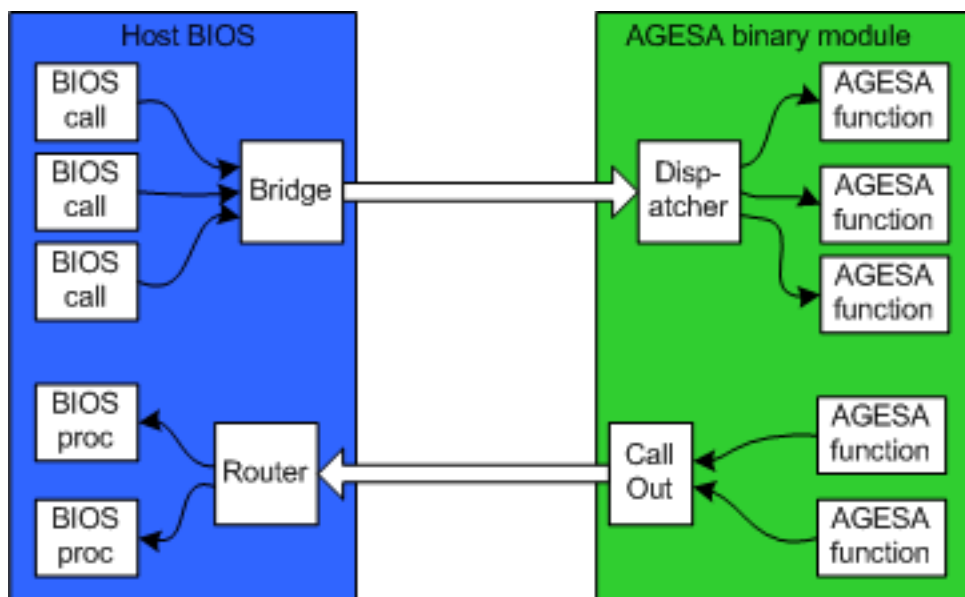 Host BIOS
BIOS
call
BIOS
call
BIOS
call
Bridge
BIOS
proc
BIOS
proc
Router
AGESA binary module
Disp-
atcher
AGESA
function
AGESA
function
AGESA
function
Call
Out
AGESA
function
AGESA
function